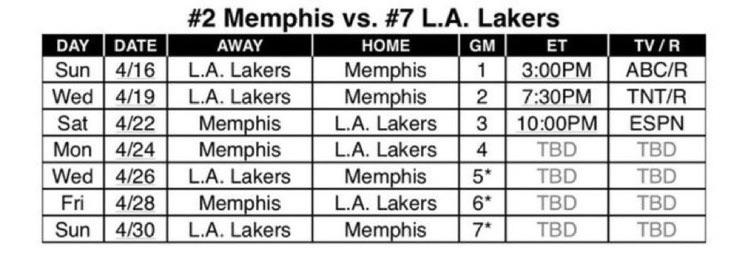 #2 Memphis vs. #7 L.A. Lakers
DAY DATE AWAY HOME GM ET TV / R
Sun 4/16 L.A. Lakers Memphis 1 3:00PM ABC/R
Wed 4/19 L.A. Lakers Memphis 2 7:30PM TNT/R
Sat 4/22 Memphis L.A. Lakers 3 10:00PM ESPN
Mon 4/24 Memphis L.A. Lakers 4 TBD TBD
Wed 4/26 L.A. Lakers Memphis 5* TBD TBD
Fri 4/28 Memphis L.A. Lakers 6* TBD TBD
Sun 4/30 L.A. Lakers Memphis 7* TBD TBD